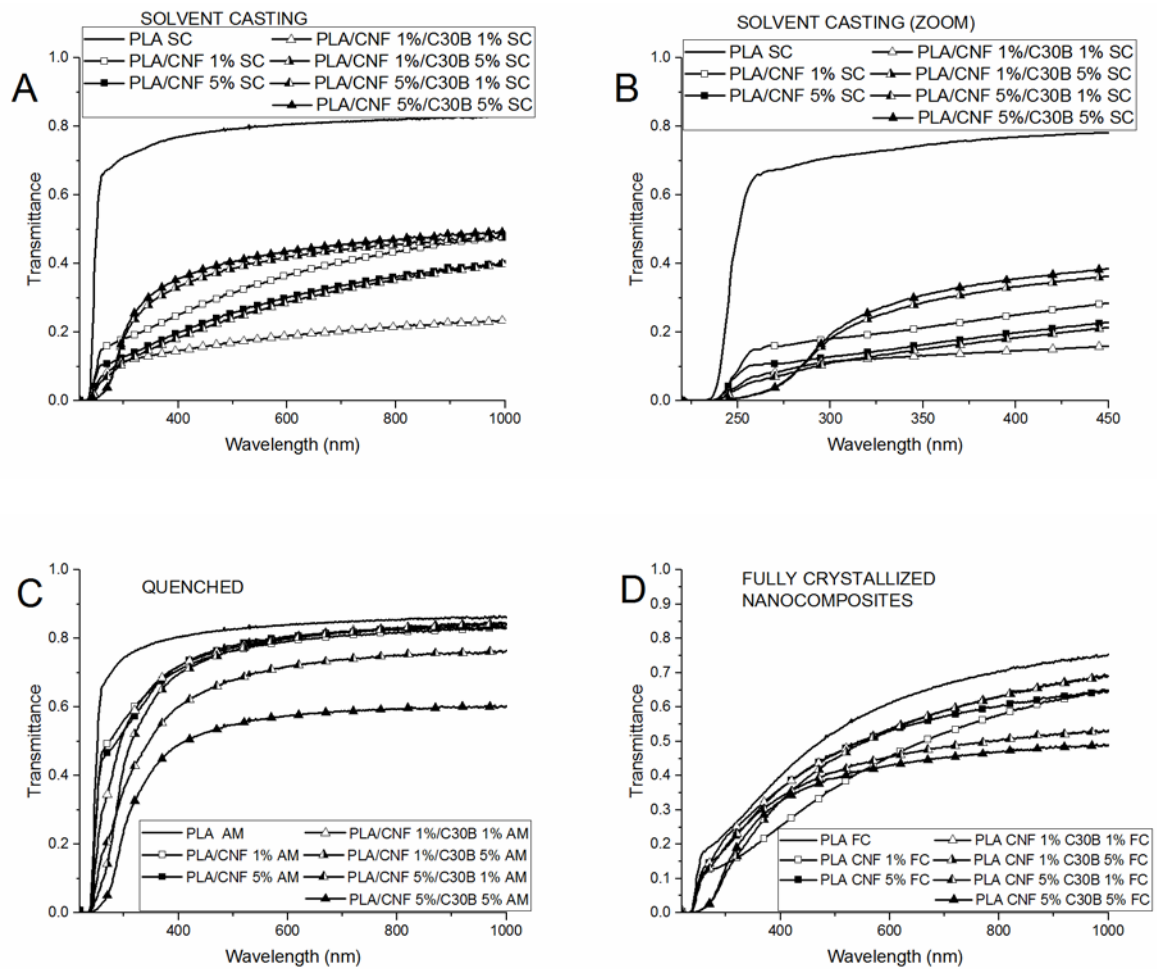 SOLVENT CASTING
PLA SC
PLA/CNF 1% SC
PLA/CNF 5% SC
PLA/CNF 1%/C30B 1% SC
PLA/CNF 1%/C30B 5% SC
PLA/CNF 5%/C30B 1% SC
PLA/CNF 5%/C30B 5% SC
A
0.8
0.6
0.4
0.2
0.0
Transmittance
400
600
800
1000
Wavelength (nm)
SOLVENT CASTING (ZOOM)
PLA SC
PLA/CNF 1% SC
PLA/CNF 5% SC
PLA/CNF 1%/C30B 1% SC
PLA/CNF 1%/C30B 5% SC
PLA/CNF 5%/C30B 1% SC
PLA/CNF 5%/C30B 5% SC
B
0.8
0.6
0.4
0.2
0.0
Transmittance
250
300
350
400
450
Wavelength (nm)
C
QUENCHED
1.0
0.8
0.6
0.4
0.2
0.0
Transmittance
PLA AM
PLA/CNF 1% AM
PLA/CNF 5% AM
PLA/CNF 1%/C30B 1% AM
PLA/CNF 1%/C30B 5% AM
PLA/CNF 5%/C30B 1% AM
PLA/CNF 5%/C30B 5% AM
400
600
800
1000
Wavelength (nm)
D
FULLY CRYSTALLIZED
NANOCOMPOSITES
1.0
0.9
0.8
0.7
0.6
0.5
0.4
0.3
0.2
0.1
0.0
Transmittance
PLA FC
PLA CNF 1% FC
PLA CNF 5% FC
PLA CNF 1% C30B 1% FC
PLA CNF 1% C30B 5% FC
PLA CNF 5% C30B 1% FC
PLA CNF 5% C30B 5% FC
400
600
800
1000
Wavelength (nm)